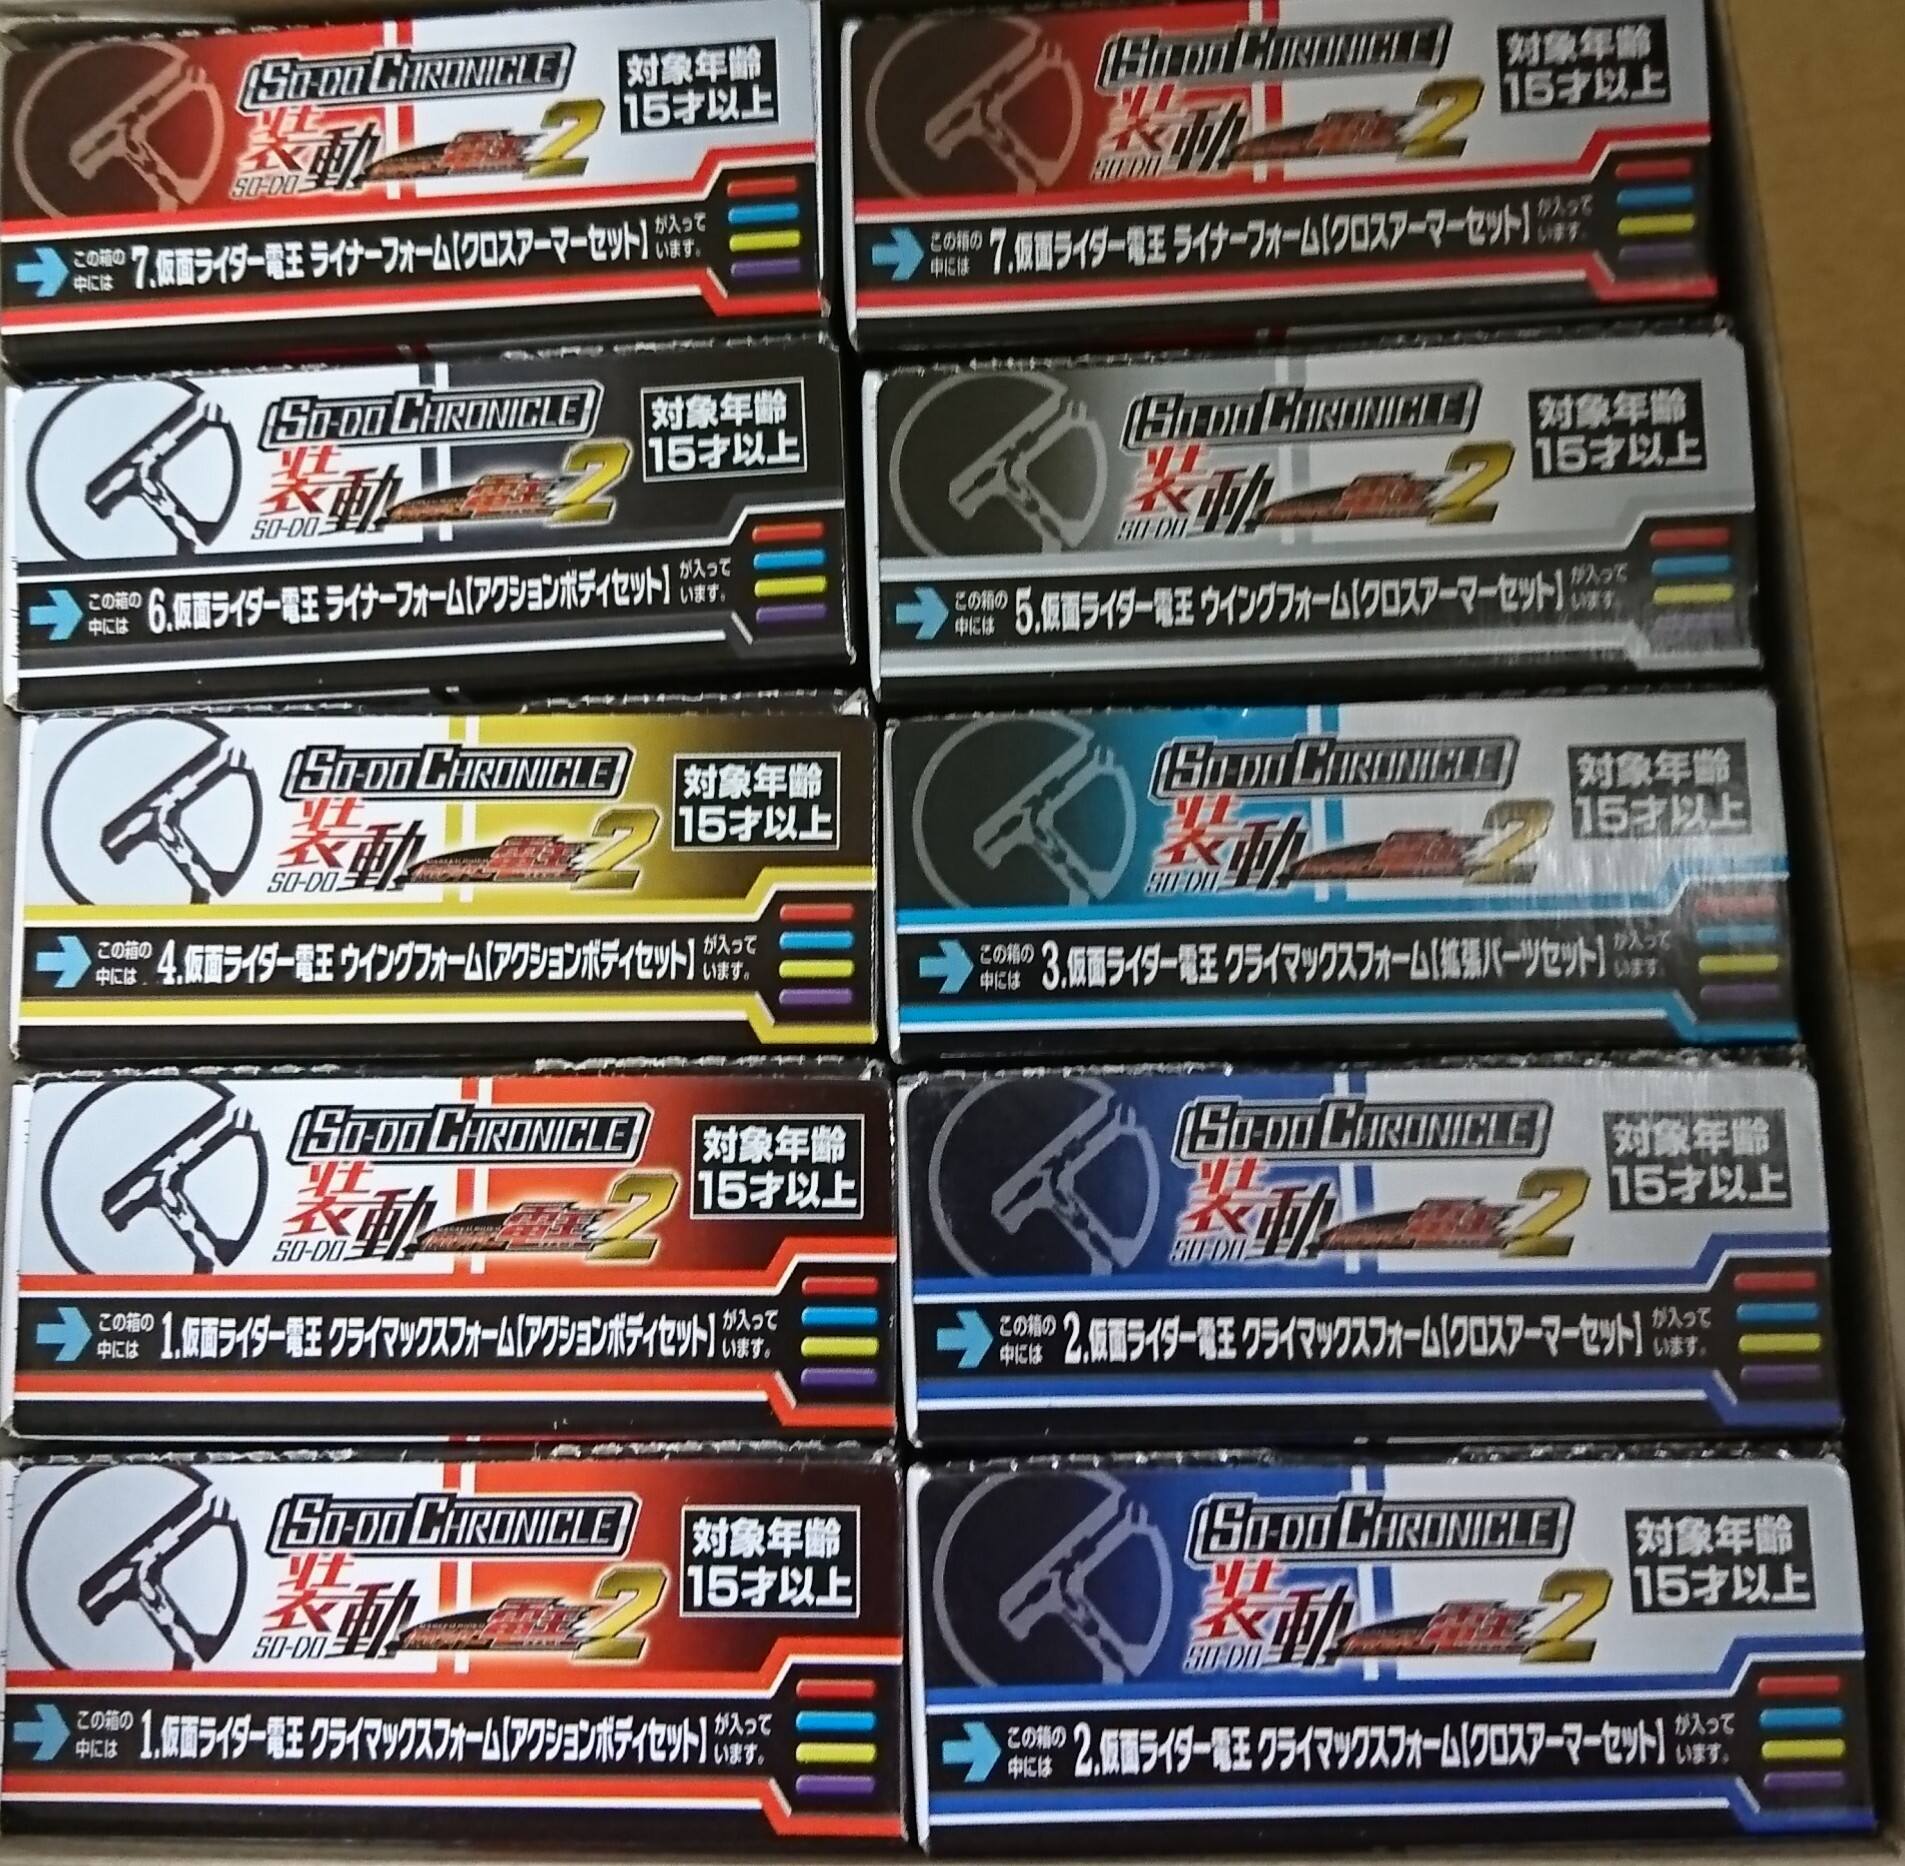 SO-DO CHRONICLE
対象年齢
15才以上
装動
SO-DO
電王
2
この箱の
中には
7.仮面ライダー電王 ライナーフォーム【クロスアーマーセット】
が入って
います。
SO-DO CHRONICLE
対象年齢
15才以上
装動
SO-DO
電王
2
この箱の
中には
7.仮面ライダー電王 ライナーフォーム【クロスアーマーセット】
が入って
います。
SO-DO CHRONICLE
対象年齢
15才以上
装動
SO-DO
電王
2
この箱の
中には
6.仮面ライダー電王 ライナーフォーム【アクションボディセット】
が入って
います。
SO-DO CHRONICLE
対象年齢
15才以上
装動
SO-DO
電王
2
この箱の
中には
5.仮面ライダー電王 ウイングフォーム【クロスアーマーセット】
が入って
います。
SO-DO CHRONICLE
対象年齢
15才以上
装動
SO-DO
電王
2
この箱の
中には
4.仮面ライダー電王 ウイングフォーム【アクションボディセット】
が入って
います。
SO-DO CHRONICLE
対象年齢
15才以上
装動
SO-DO
電王
2
この箱の
中には
3.仮面ライダー電王 クライマックスフォーム【拡張パーツセット】
が入って
います。
SO-DO CHRONICLE
対象年齢
15才以上
装動
SO-DO
電王
2
この箱の
中には
1.仮面ライダー電王 クライマックスフォーム【アクションボディセット】
が入って
います。
SO-DO CHRONICLE
対象年齢
15才以上
装動
SO-DO
電王
2
この箱の
中には
2.仮面ライダー電王 クライマックスフォーム【クロスアーマーセット】
が入って
います。
SO-DO CHRONICLE
対象年齢
15才以上
装動
SO-DO
電王
2
この箱の
中には
1.仮面ライダー電王 クライマックスフォーム【アクションボディセット】
が入って
います。
SO-DO CHRONICLE
対象年齢
15才以上
装動
SO-DO
電王
2
この箱の
中には
2.仮面ライダー電王 クライマックスフォーム【クロスアーマーセット】
が入って
います。